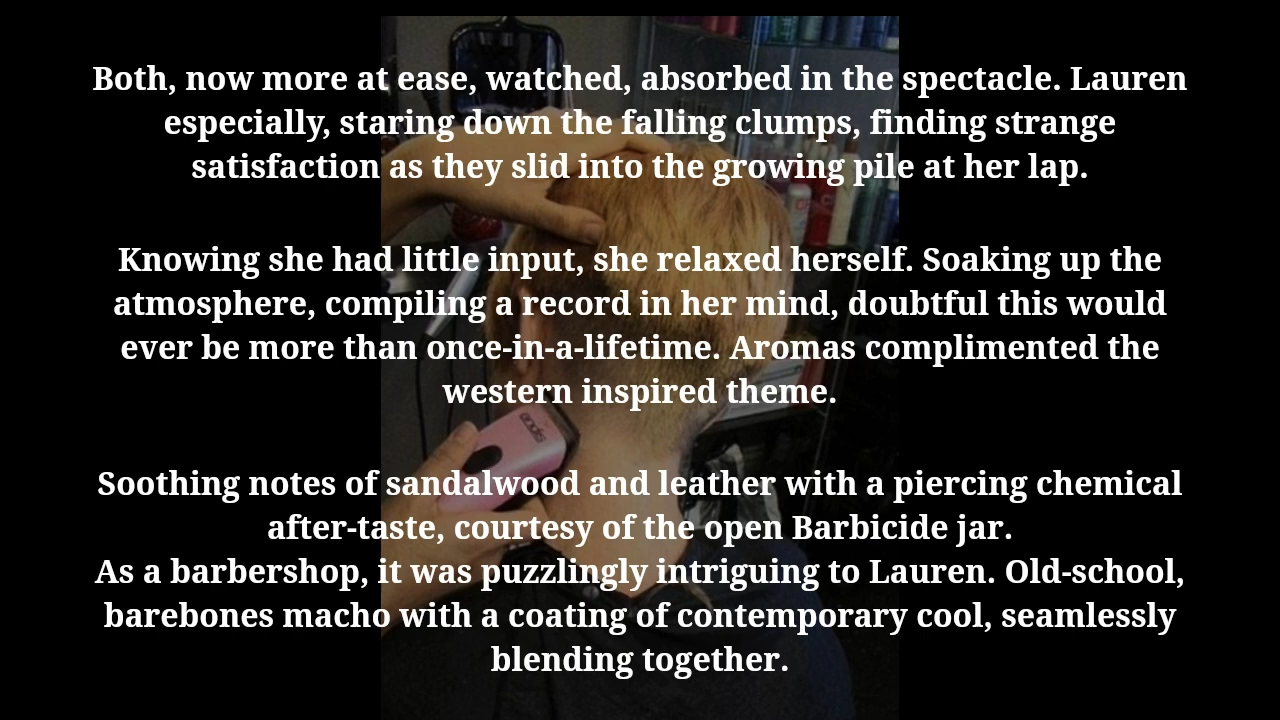 Both, now more at ease, watched, absorbed in the spectacle. Lauren
especially, staring down the falling clumps, finding strange
satisfaction as they slid into the growing pile at her lap.
Knowing she had little input, she relaxed herself. Soaking up the
atmosphere, compiling a record in her mind, doubtful this would
ever be more than once-in-a-lifetime. Aromas complimented the
western inspired theme.
Soothing notes of sandalwood and leather with a piercing chemical
after-taste, courtesy of the open Barbicide jar.
As a barbershop, it was puzzlingly intriguing to Lauren. Old-school,
barebones macho with a coating of contemporary cool, seamlessly
blending together.
andis